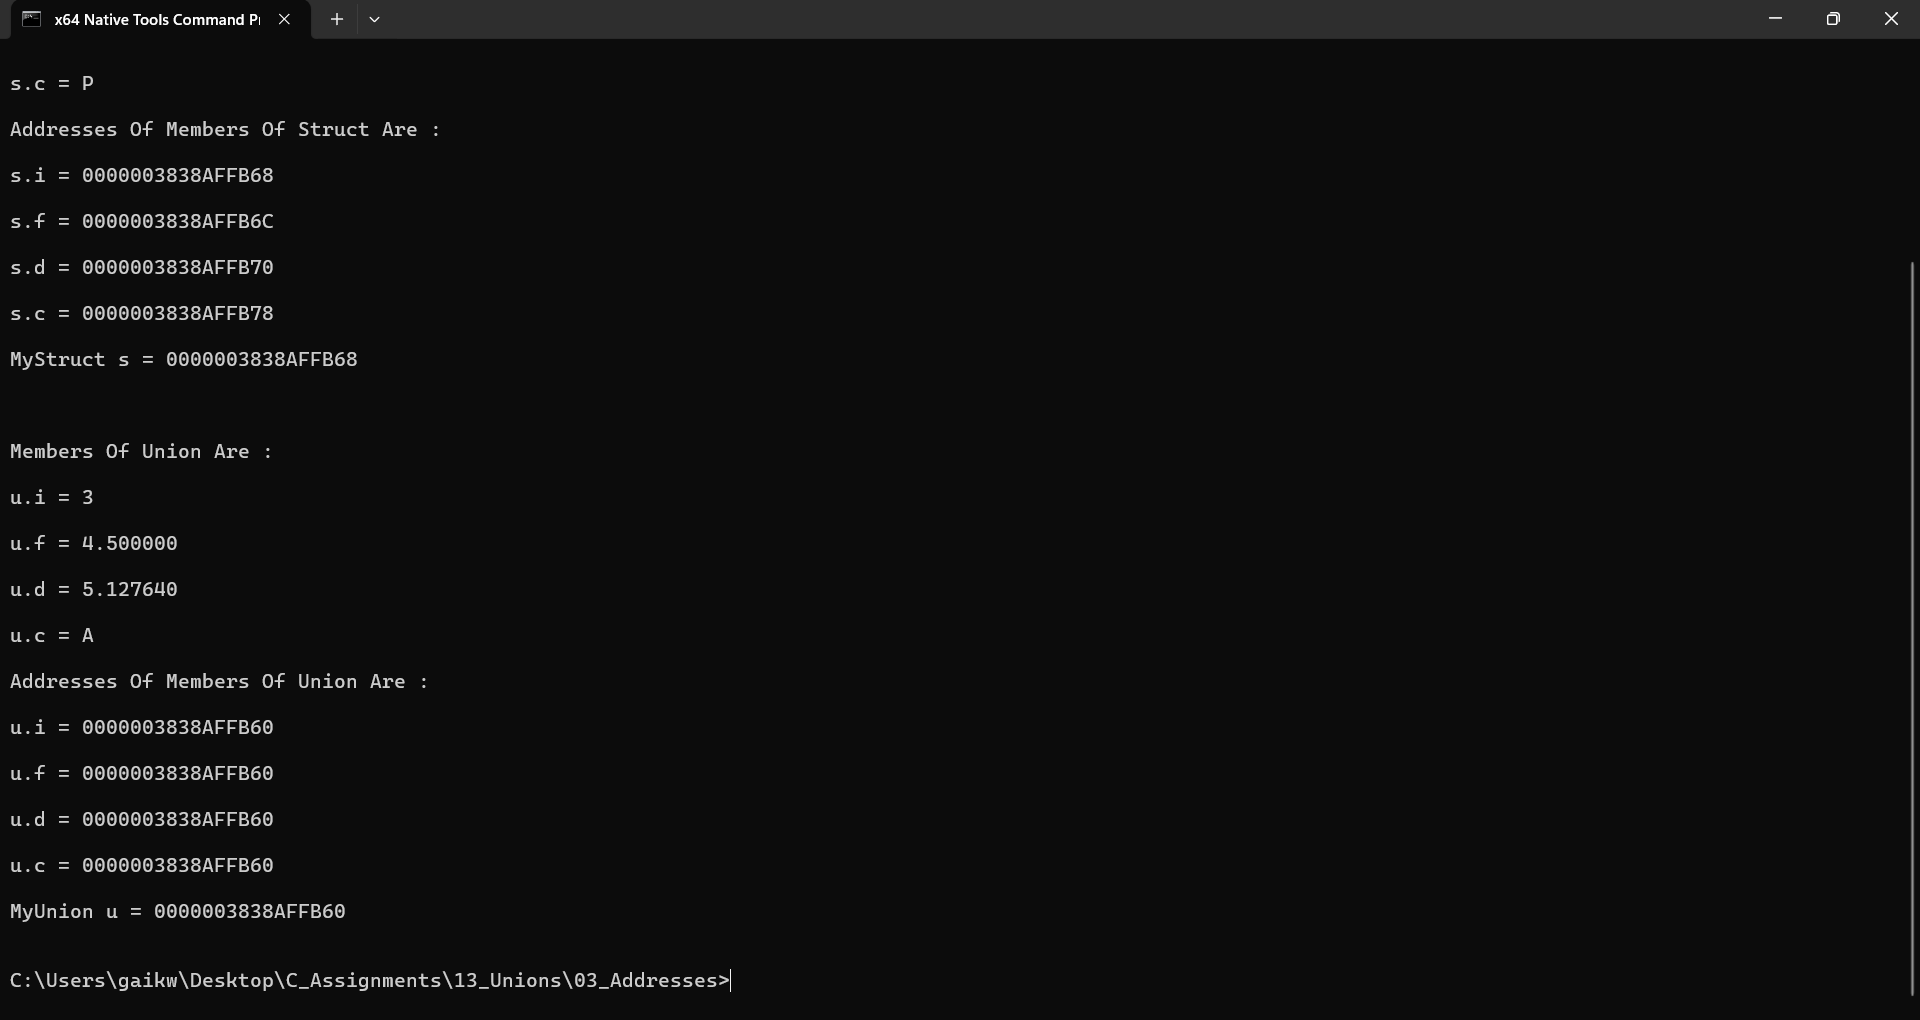 x64 Native Tools Command Pr
s.c = P
Addresses Of Members Of Struct Are :
s.i = 0000003838AFFB68
s.f = 0000003838AFFB6C
s.d = 0000003838AFFB70
s.c = 0000003838AFFB78
MyStruct s = 0000003838AFFB68
Members Of Union Are :
u.i = 3
u.f = 4.500000
u.d = 5.127640
u.c = A
Addresses Of Members Of Union Are :
u.i = 0000003838AFFB60
u.f = 0000003838AFFB60
u.d = 0000003838AFFB60
u.c = 0000003838AFFB60
MyUnion u = 0000003838AFFB60
C:\Users\gaikw\Desktop\C_Assignments\13_Unions\03_Addresses>